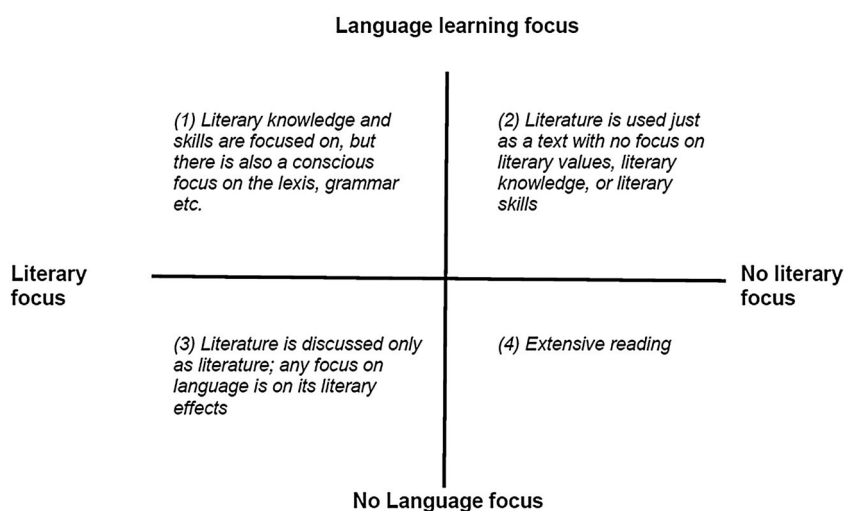 Language learning focus
(1) Literary knowledge and
skills are focused on, but
there is also a conscious
focus on the lexis, grammar
etc.
(2) Literature is used just
as a text with no focus on
literary values, literary
knowledge, or literary
skills
Literary
focus
No literary
focus
(3) Literature is discussed only
as literature; any focus on
language is on its literary
effects
(4) Extensive reading
No Language focus